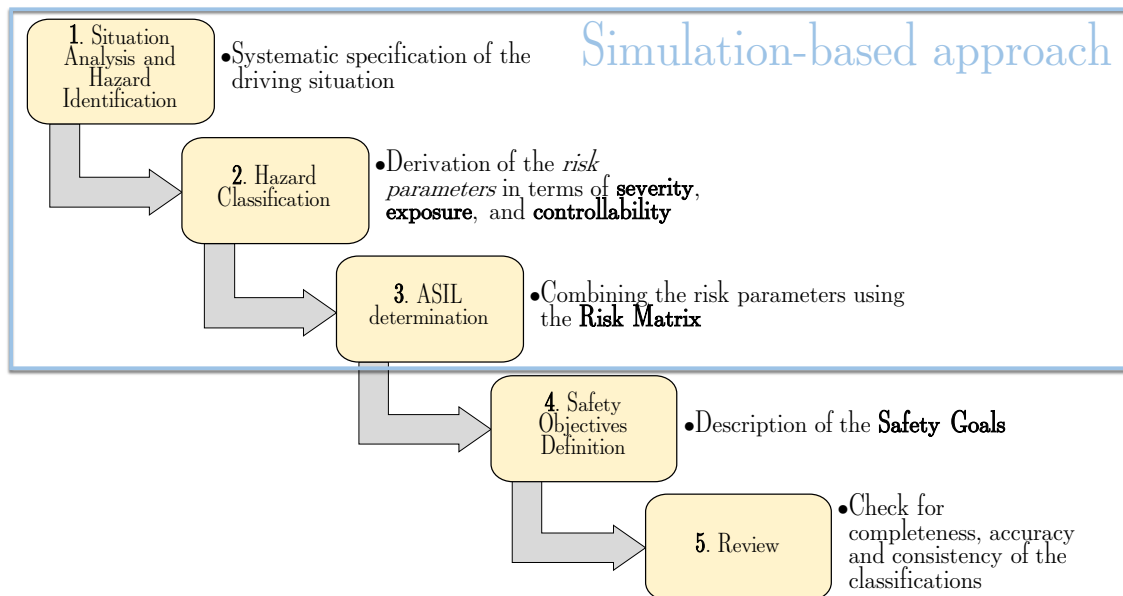 Simulation-based approach
1. Situation
Analysis and
Hazard
Identification
•Systematic specification of the
driving situation
2. Hazard
Classification
•Derivation of the risk
parameters in terms of severity,
exposure, and controllability
3. ASIL
determination
•Combining the risk parameters using
the Risk Matrix
4. Safety
Objectives
Definition
•Description of the Safety Goals
5. Review
•Check for
completeness, accuracy
and consistency of the
classifications